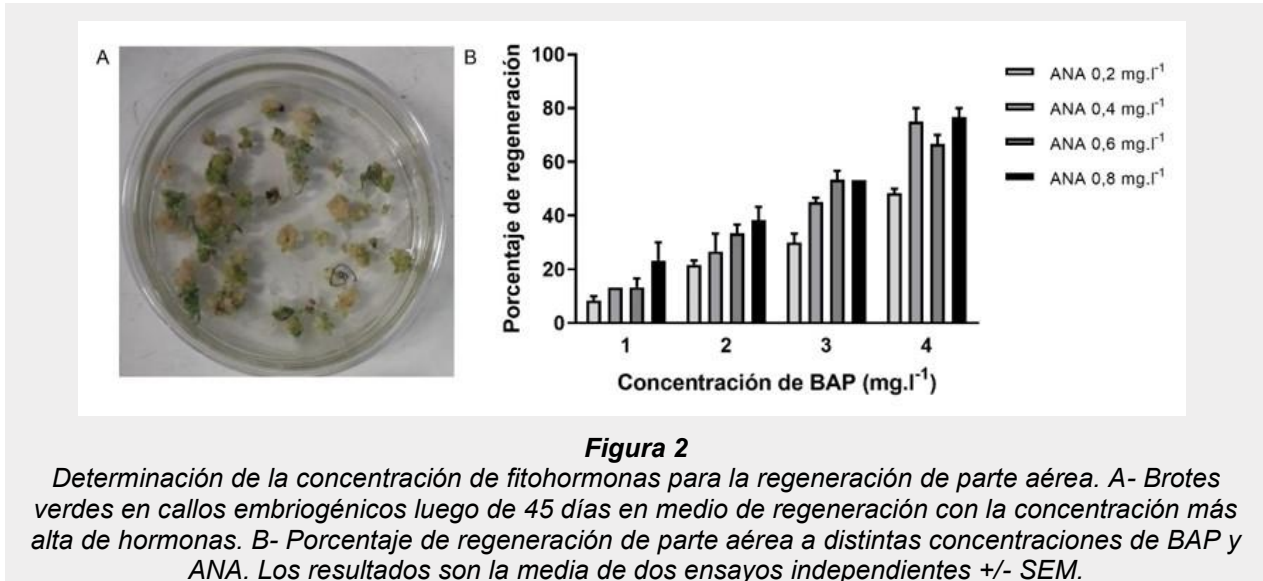 A
B
Porcentaje de regeneración
100
80
60
40
20
0
1 2 3 4
Concentración de BAP (mg.l⁻¹)
ANA 0,2 mg.l⁻¹
ANA 0,4 mg.l⁻¹
ANA 0,6 mg.l⁻¹
ANA 0,8 mg.l⁻¹
Figura 2
Determinación de la concentración de fitohormonas para la regeneración de parte aérea. A- Brotes
verdes en callos embriogénicos luego de 45 días en medio de regeneración con la concentración más
alta de hormonas. B- Porcentaje de regeneración de parte aérea a distintas concentraciones de BAP y
ANA. Los resultados son la media de dos ensayos independientes +/- SEM.